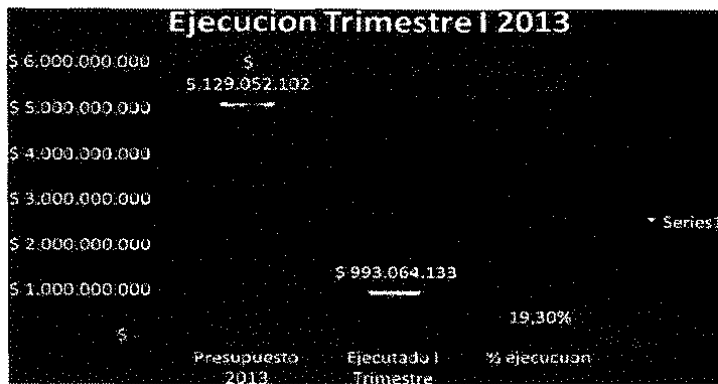 Ejecucion Trimestre I 2013
$ 6.000.000.000
$ 5.000.000.000
$ 4.000.000.000
$ 3.000.000.000
$ 2.000.000.000
$ 1.000.000.000
$
$
5.129.052.102
$ 993.064.133
19,30%
Presupuesto
2013
Ejecutado I
Trimestre
% ejecucion
Series1